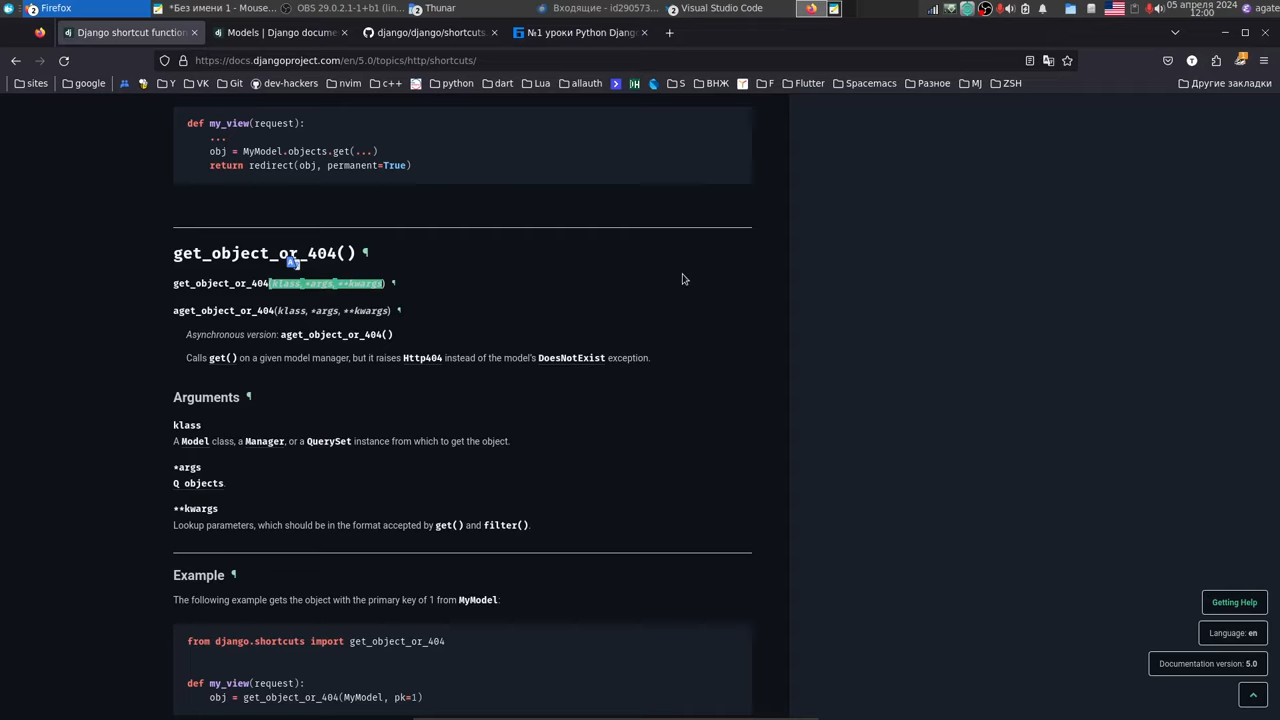 Firefox
*Без имени 1 - Mouse...
OBS 29.0.2.1-1+b1 (lin...
Thunar
Входящие - id290573...
Visual Studio Code
05 апреля 2024
12:00
agate
Django shortcut function
Models | Django docume
django/django/shortcuts.
№1 уроки Python Django
https://docs.djangoproject.com/en/5.0/topics/http/shortcuts/
sites
google
Y
VK
Git
dev-hackers
nvim
c++
python
dart
Lua
allauth
S
ВНЖ
F
Flutter
Spacemacs
Разное
MJ
ZSH
Другие закладки
def my_view(request):
...
obj = MyModel.objects.get(...)
return redirect(obj, permanent=True)
get_object_or_404() ¶
get_object_or_404(klass, *args, **kwargs) ¶
aget_object_or_404(klass, *args, **kwargs) ¶
Asynchronous version: aget_object_or_404()
Calls get() on a given model manager, but it raises Http404 instead of the model's DoesNotExist exception.
Arguments ¶
klass
A Model class, a Manager, or a QuerySet instance from which to get the object.
*args
Q objects.
**kwargs
Lookup parameters, which should be in the format accepted by get() and filter().
Example ¶
The following example gets the object with the primary key of 1 from MyModel:
from django.shortcuts import get_object_or_404
def my_view(request):
obj = get_object_or_404(MyModel, pk=1)
Getting Help
Language: en
Documentation version: 5.0